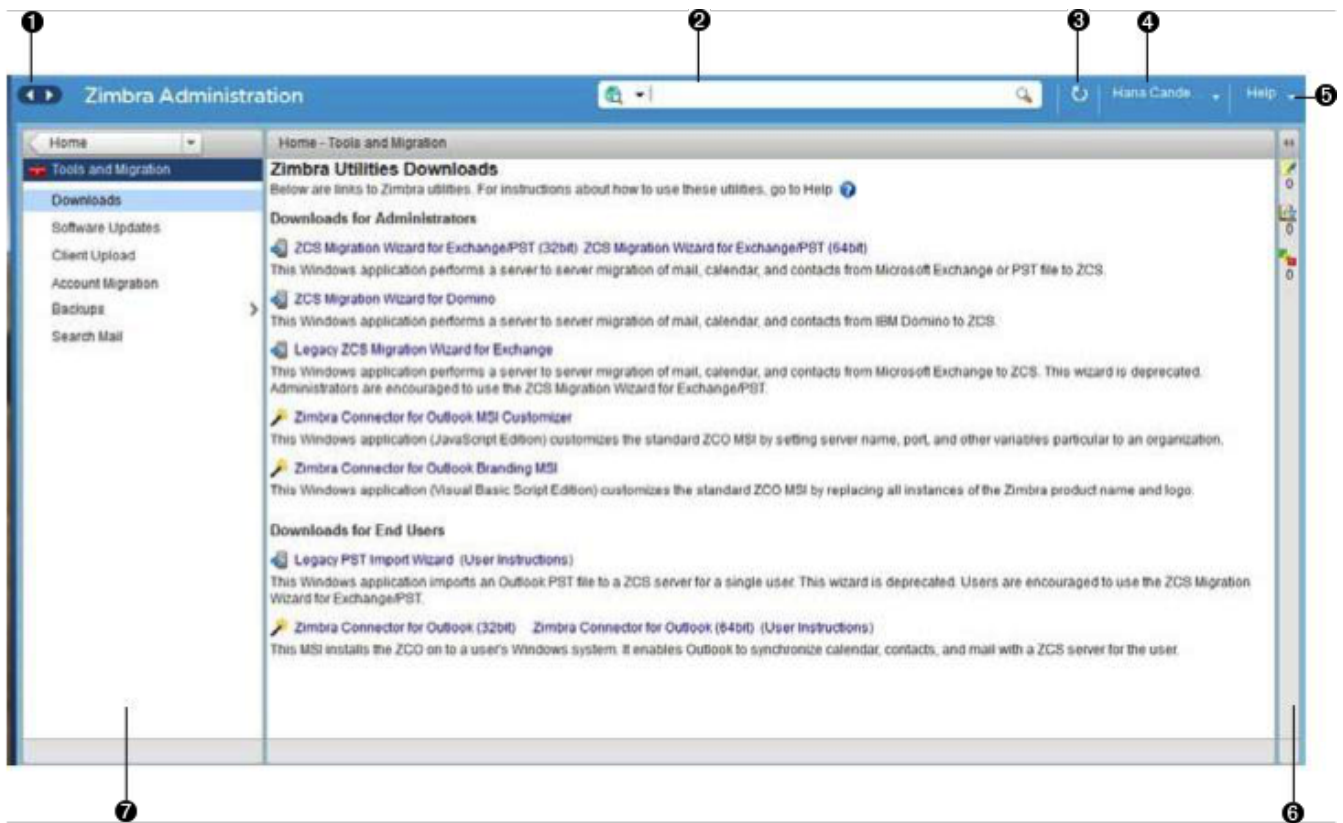 ❶ ❷ ❸ ❹
Zimbra Administration Hana Cande... Help ❺
Home
Home - Tools and Migration
Tools and Migration
Downloads
Software Updates
Client Upload
Account Migration
Backups
Search Mail
Zimbra Utilities Downloads
Below are links to Zimbra utilities. For instructions about how to use these utilities, go to Help
Downloads for Administrators
ZCS Migration Wizard for Exchange/PST (32bit) ZCS Migration Wizard for Exchange/PST (64bit)
This Windows application performs a server to server migration of mail, calendar, and contacts from Microsoft Exchange or PST file to ZCS.
ZCS Migration Wizard for Domino
This Windows application performs a server to server migration of mail, calendar, and contacts from IBM Domino to ZCS.
Legacy ZCS Migration Wizard for Exchange
This Windows application performs a server to server migration of mail, calendar, and contacts from Microsoft Exchange to ZCS. This wizard is deprecated.
Administrators are encouraged to use the ZCS Migration Wizard for Exchange/PST.
Zimbra Connector for Outlook MSI Customizer
This Windows application (JavaScript Edition) customizes the standard ZCO MSI by setting server name, port, and other variables particular to an organization.
Zimbra Connector for Outlook Branding MSI
This Windows application (Visual Basic Script Edition) customizes the standard ZCO MSI by replacing all instances of the Zimbra product name and logo.
Downloads for End Users
Legacy PST Import Wizard (User Instructions)
This Windows application imports an Outlook PST file to a ZCS server for a single user. This wizard is deprecated. Users are encouraged to use the ZCS Migration
Wizard for Exchange/PST.
Zimbra Connector for Outlook (32bit) Zimbra Connector for Outlook (64bit) (User Instructions)
This MSI installs the ZCO on to a user's Windows system. It enables Outlook to synchronize calendar, contacts, and mail with a ZCS server for the user.
0
0
0
❼ ❻